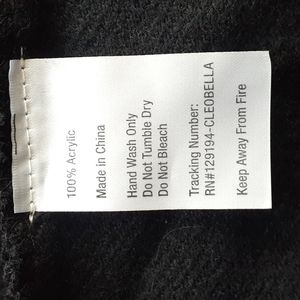 100% Acrylic
Made in China
Hand Wash Only
Do Not Tumble Dry
Do Not Bleach
Tracking Number:
RN#129194-CLEOBELLA
Keep Away From Fire